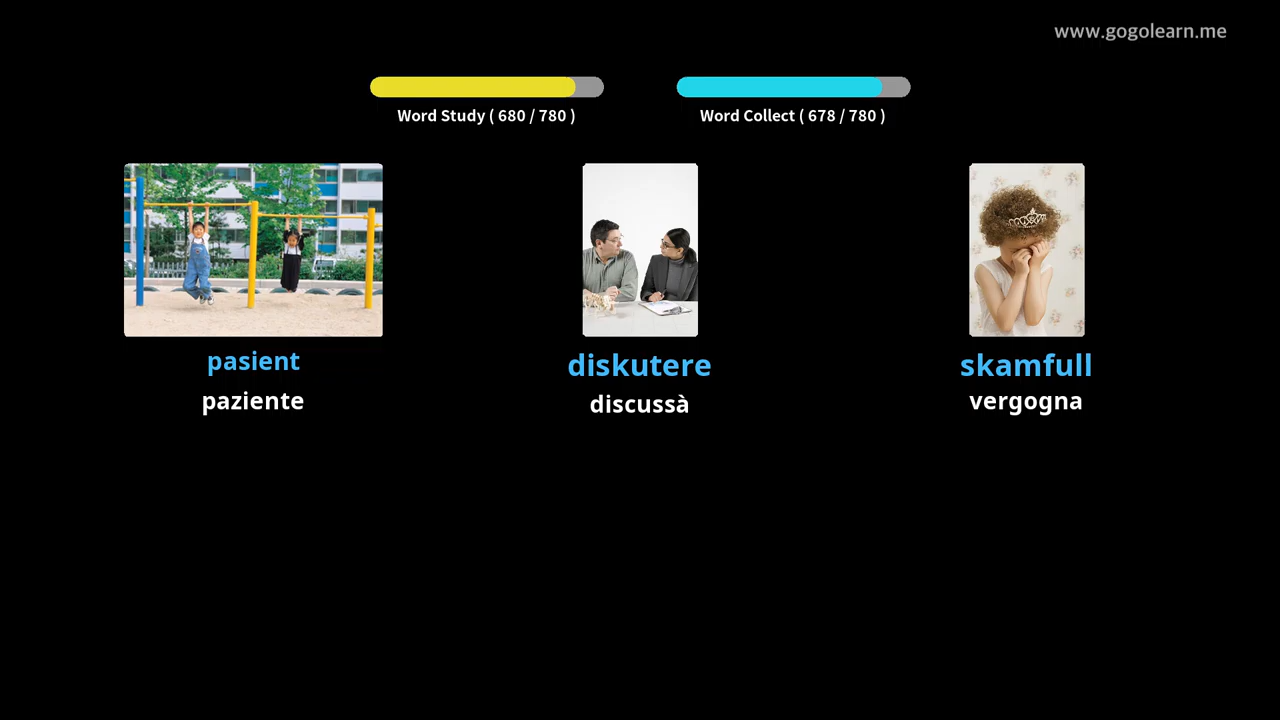 www.gogolearn.me
Word Study ( 680 / 780 )
Word Collect ( 678 / 780 )
pasient
paziente
diskutere
discussà
skamfull
vergogna